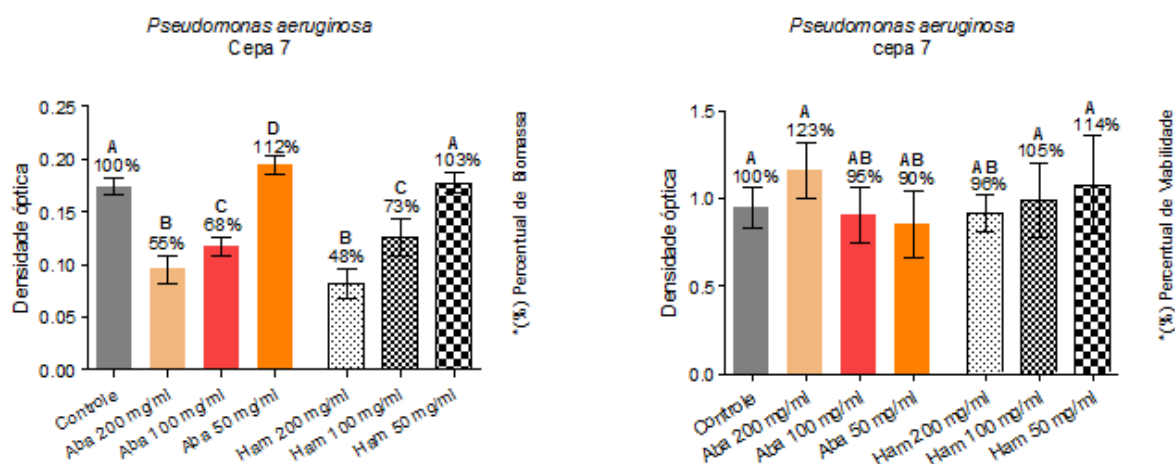 Pseudomonas aeruginosa
Cepa 7
Densidade óptica
0.25
0.20
0.15
0.10
0.05
0.00
A
100%
B
55%
C
68%
D
112%
B
48%
C
73%
A
103%
Controle
Aba 200 mg/ml
Aba 100 mg/ml
Aba 50 mg/ml
Ham 200 mg/ml
Ham 100 mg/ml
Ham 50 mg/ml
*(%) Percentual de Biomassa
Pseudomonas aeruginosa
cepa 7
Densidade óptica
1.5
1.0
0.5
0.0
A
100%
A
123%
AB
95%
AB
90%
AB
96%
A
105%
A
114%
Controle
Aba 200 mg/ml
Aba 100 mg/ml
Aba 50 mg/ml
Ham 200 mg/ml
Ham 100 mg/ml
Ham 50 mg/ml
*(%) Percentual de Viabilidade